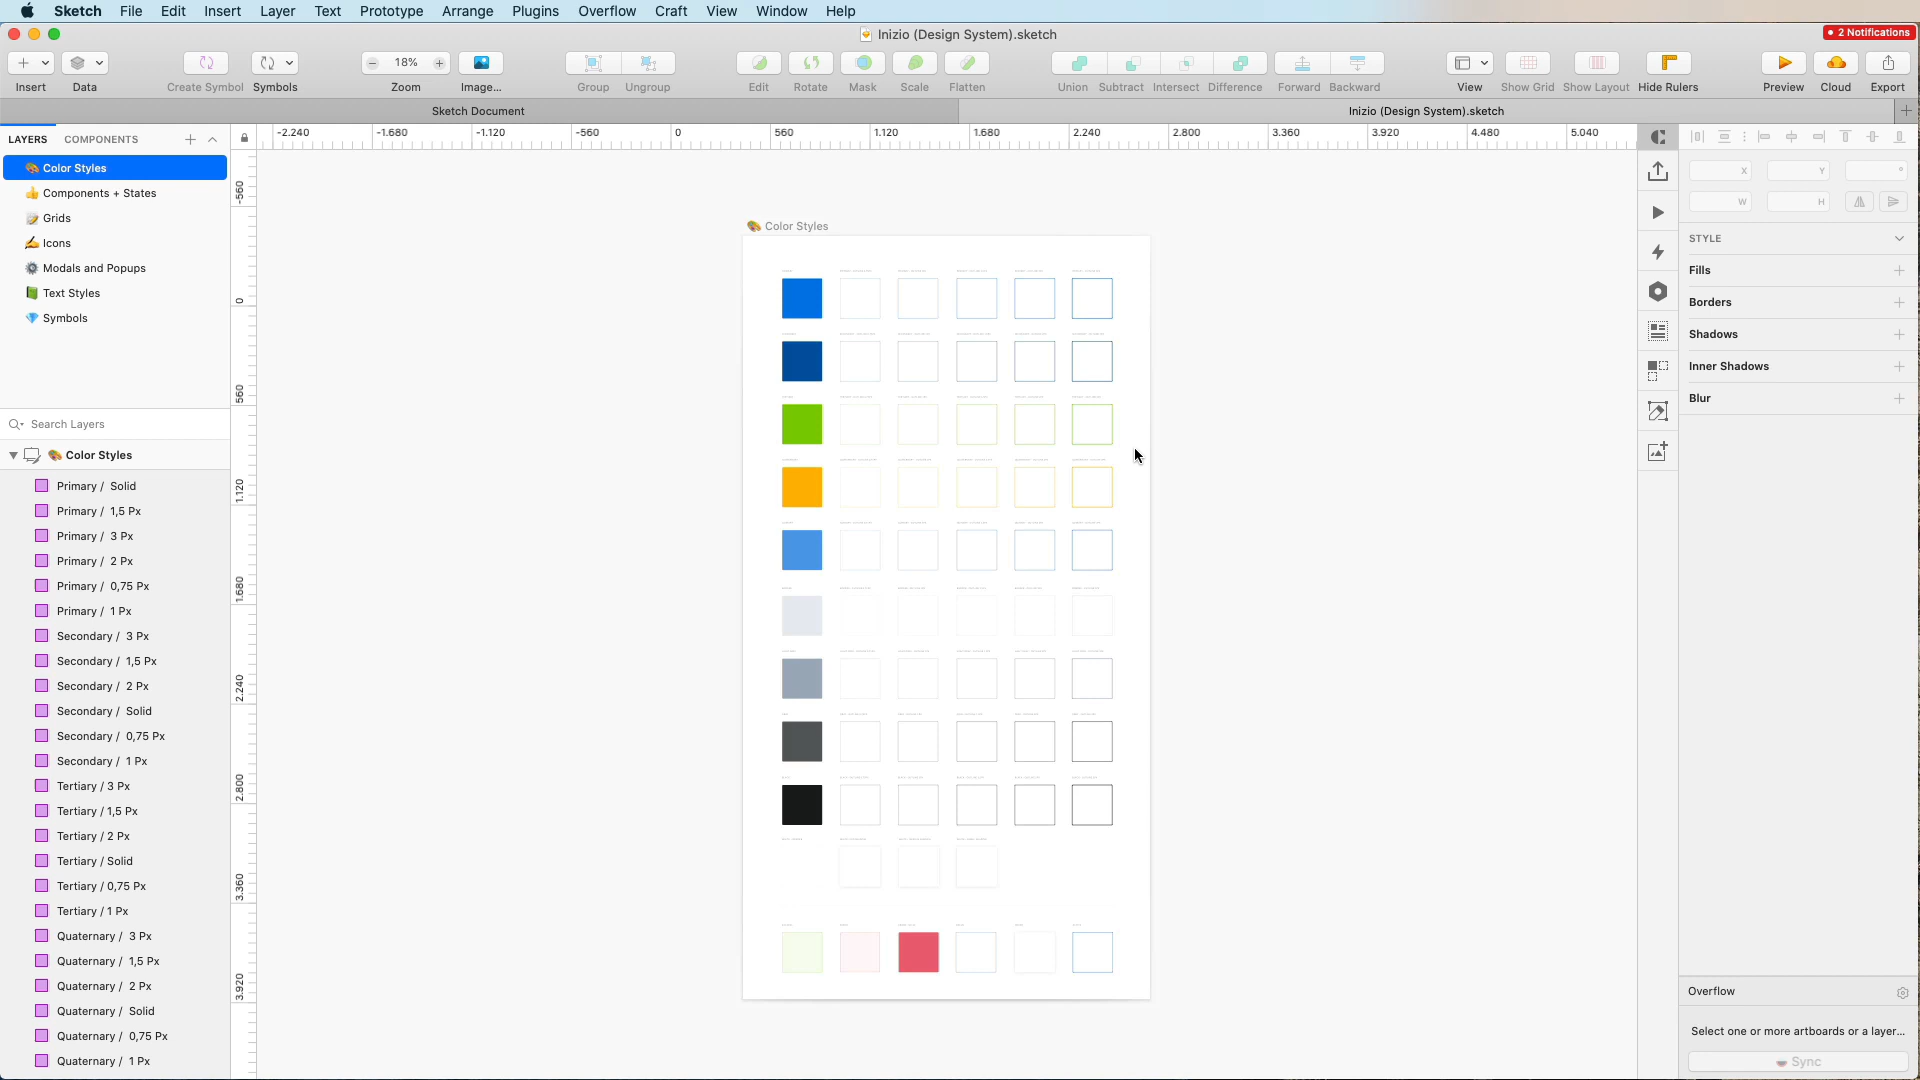 Sketch File Edit Insert Layer Text Prototype Arrange Plugins Overflow Craft View Window Help
Inizio (Design System).sketch
2 Notifications
18%
Insert Data Create Symbol Symbols Zoom Image... Group Ungroup Edit Rotate Mask Scale Flatten Union Subtract Intersect Difference Forward Backward View Show Grid Show Layout Hide Rulers Preview Cloud Export
Sketch Document
Inizio (Design System).sketch
LAYERS COMPONENTS
-2.240 -1.680 -1.120 -560 0 560 1.120 1.680 2.240 2.800 3.360 3.920 4.480 5.040
-560
0
560
1.120
1.680
2.240
2.800
3.360
3.920
Color Styles
Components + States
Grids
Icons
Modals and Popups
Text Styles
Symbols
Search Layers
Color Styles
Primary / Solid
Primary / 1,5 Px
Primary / 3 Px
Primary / 2 Px
Primary / 0,75 Px
Primary / 1 Px
Secondary / 3 Px
Secondary / 1,5 Px
Secondary / 2 Px
Secondary / Solid
Secondary / 0,75 Px
Secondary / 1 Px
Tertiary / 3 Px
Tertiary / 1,5 Px
Tertiary / 2 Px
Tertiary / Solid
Tertiary / 0,75 Px
Tertiary / 1 Px
Quaternary / 3 Px
Quaternary / 1,5 Px
Quaternary / 2 Px
Quaternary / Solid
Quaternary / 0,75 Px
Quaternary / 1 Px
Color Styles
X Y °
W H
STYLE
Fills
Borders
Shadows
Inner Shadows
Blur
Overflow
Select one or more artboards or a layer...
Sync